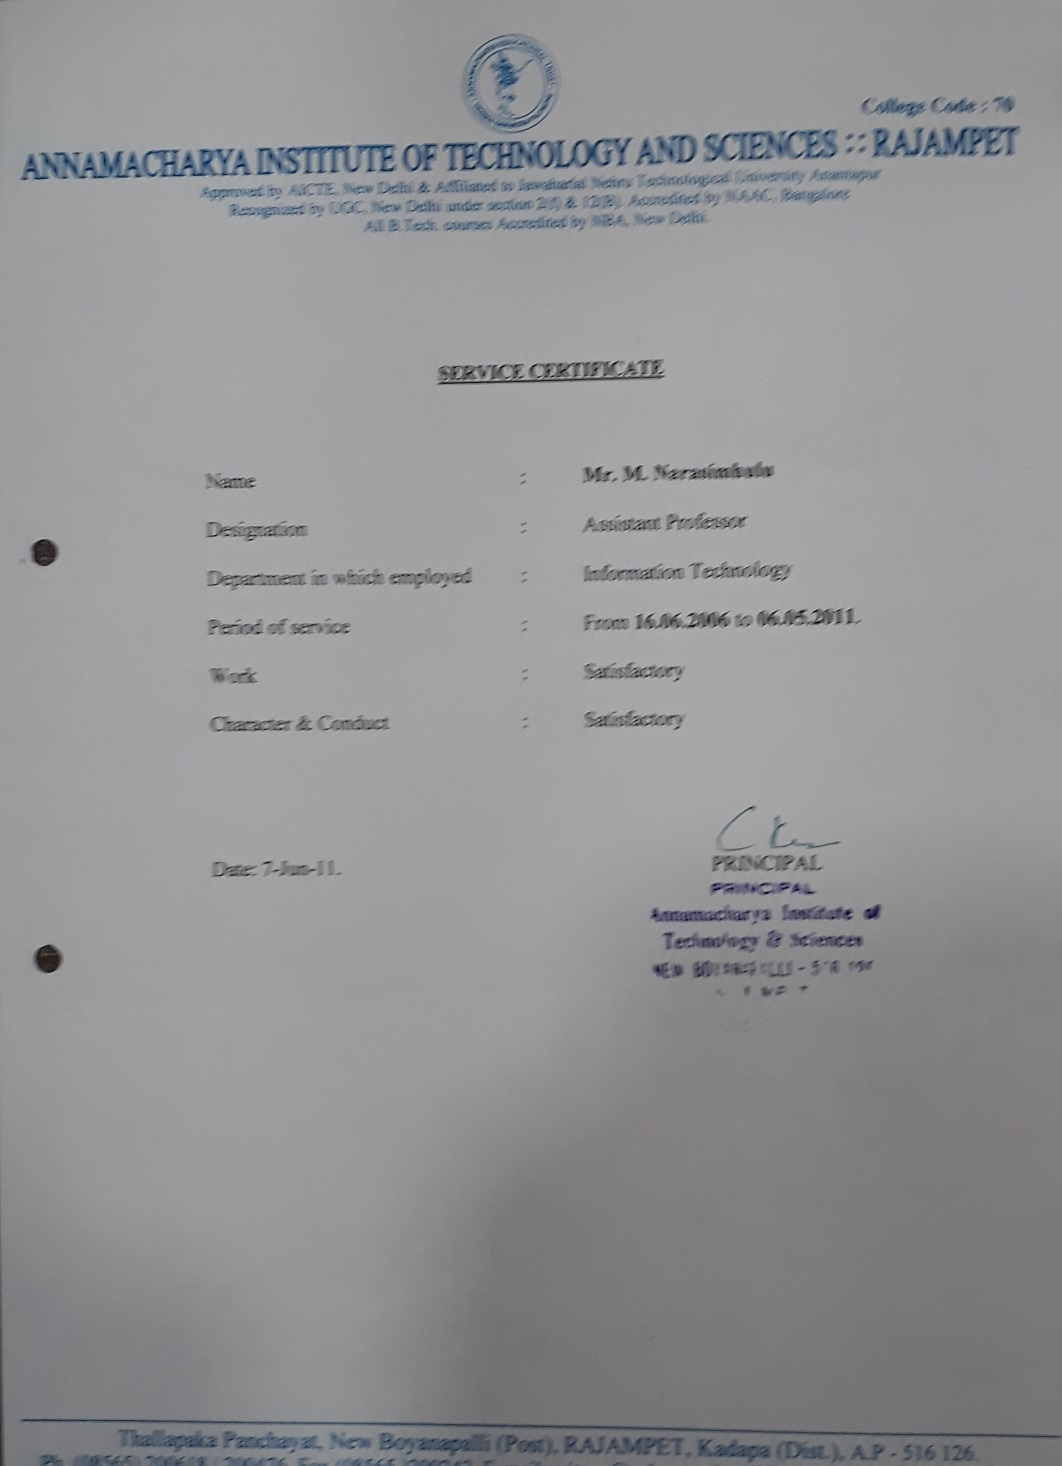 College Code : 70
ANNAMACHARYA INSTITUTE OF TECHNOLOGY AND SCIENCES :: RAJAMPET
Approved by AICTE, New Delhi & Affiliated to Jawaharlal Nehru Technological University Anantapur
Recognized by UGC, New Delhi under section 2(f) & 12(B). Accredited by NAAC, Bangalore
All B.Tech. courses Accredited by NBA, New Delhi.
SERVICE CERTIFICATE
Name : Mr. M. Narasimhulu
Designation : Assistant Professor
Department in which employed : Information Technology
Period of service : From 16.06.2006 to 06.05.2011.
Work : Satisfactory
Character & Conduct : Satisfactory
Date: 7-Jun-11.
PRINCIPAL
PRINCIPAL
Annamacharya Institute of
Technology & Sciences
NEW
Thallapaka Panchayat, New Boyanapalli (Post), RAJAMPET, Kadapa (Dist.), A.P - 516 126.